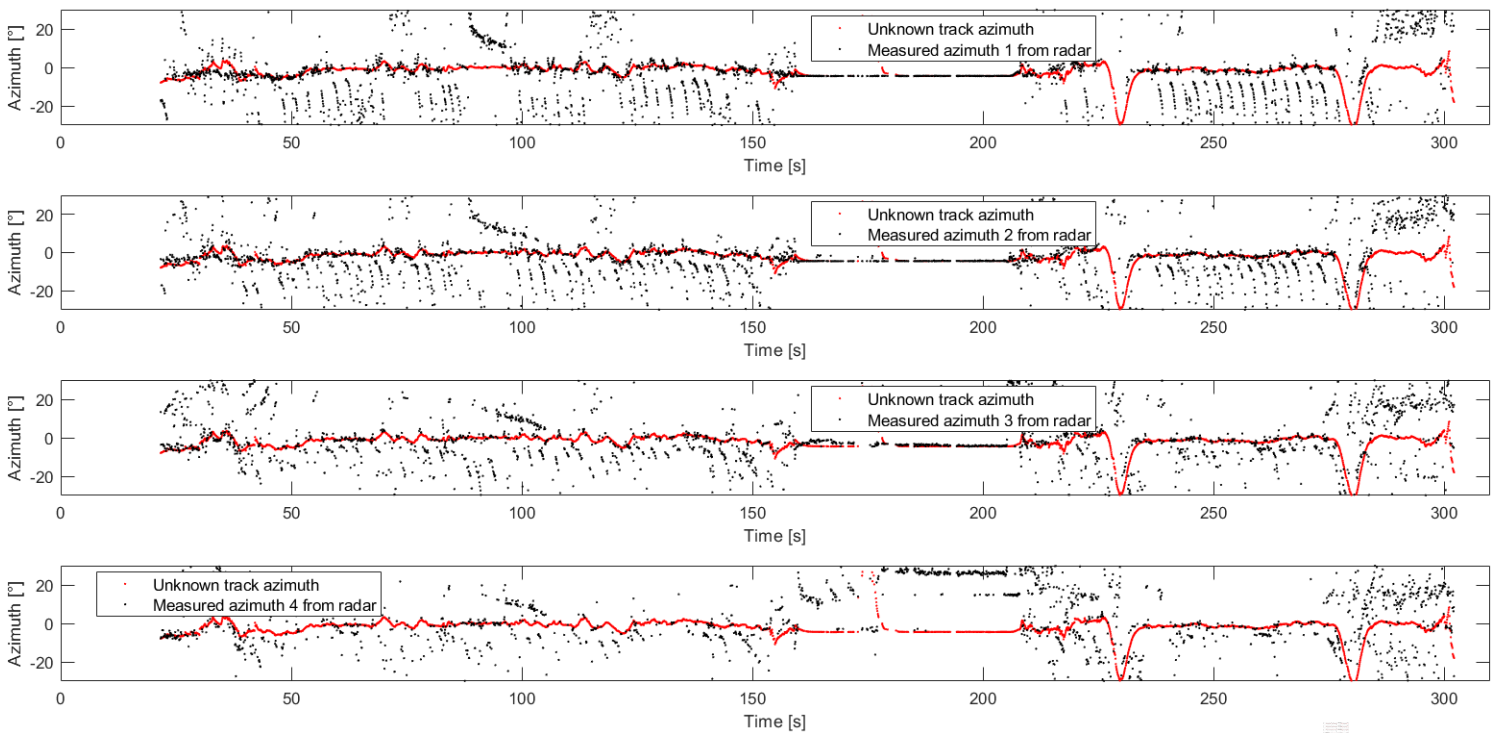 20
0
-20
Azimuth [°]
Unknown track azimuth
Measured azimuth 1 from radar
0 50 100 150 200 250 300
Time [s]
20
0
-20
Azimuth [°]
Unknown track azimuth
Measured azimuth 2 from radar
0 50 100 150 200 250 300
Time [s]
20
0
-20
Azimuth [°]
Unknown track azimuth
Measured azimuth 3 from radar
0 50 100 150 200 250 300
Time [s]
20
0
-20
Azimuth [°]
Unknown track azimuth
Measured azimuth 4 from radar
0 50 100 150 200 250 300
Time [s]